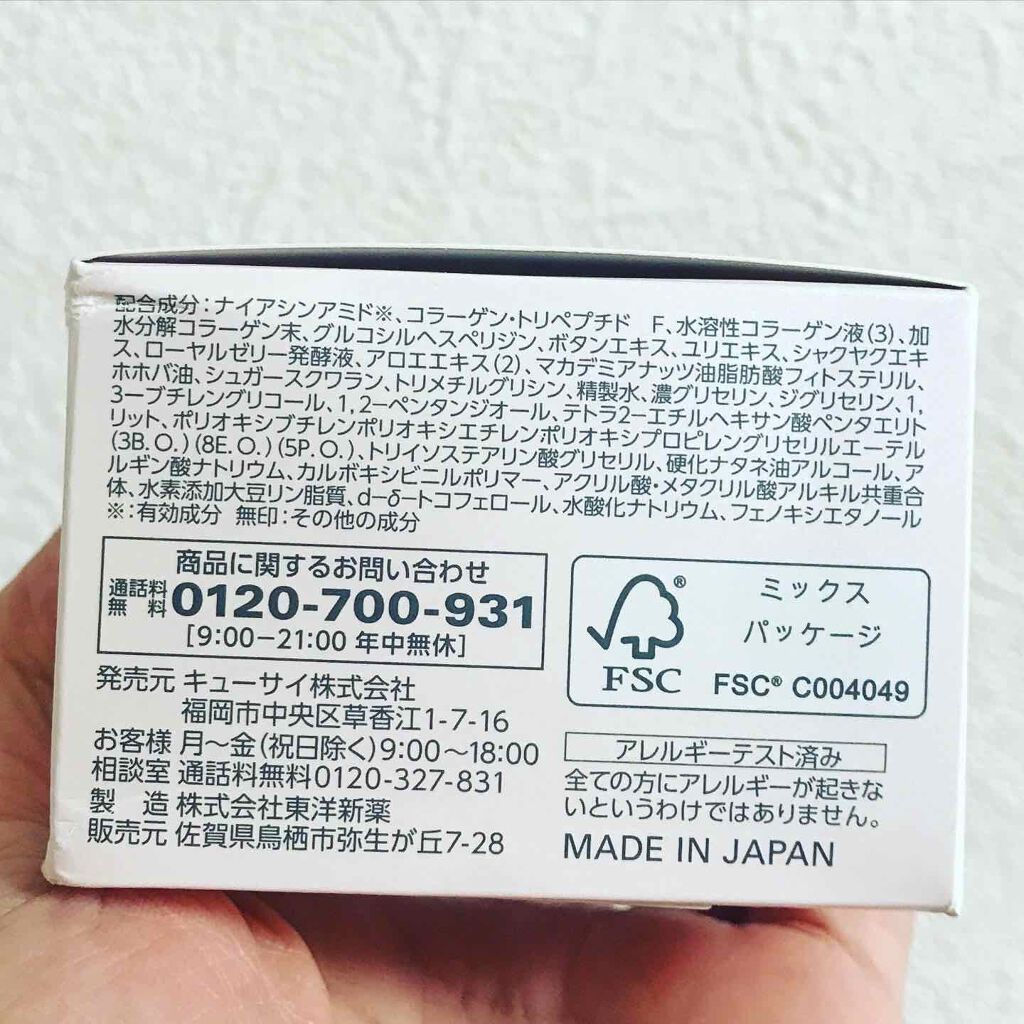 配合成分：ナイアシンアミド※、コラーゲン・トリペプチド F、水溶性コラーゲン液(3)、加
水分解コラーゲン末、グルコシルヘスペリジン、ボタンエキス、ユリエキス、シャクヤクエキ
ス、ローヤルゼリー発酵液、アロエエキス(2)、マカデミアナッツ油脂肪酸フィトステリル、
ホホバ油、シュガースクワラン、トリメチルグリシン、精製水、濃グリセリン、ジグリセリン、1,
3ーブチレングリコール、1,2ーペンタンジオール、テトラ2ーエチルヘキサン酸ペンタエリト
リット、ポリオキシブチレンポリオキシエチレンポリオキシプロピレングリセリルエーテル
(3B.O.)(8E.O.)(5P.O.)、トリイソステアリン酸グリセリル、硬化ナタネ油アルコール、ア
ルギン酸ナトリウム、カルボキシビニルポリマー、アクリル酸・メタクリル酸アルキル共重合
体、水素添加大豆リン脂質、dーδートコフェロール、水酸化ナトリウム、フェノキシエタノール
※：有効成分 無印：その他の成分
商品に関するお問い合わせ
通話料無料 0120-700-931
[9:00−21:00 年中無休]
発売元 キューサイ株式会社
福岡市中央区草香江1-7-16
お客様 月〜金(祝日除く)9:00〜18:00
相談室 通話料無料0120-327-831
製 造 株式会社東洋新薬
販売元 佐賀県鳥栖市弥生が丘7-28
®
ミックス
パッケージ
FSC
FSC® C004049
アレルギーテスト済み
全ての方にアレルギーが起きな
いというわけではありません。
MADE IN JAPAN